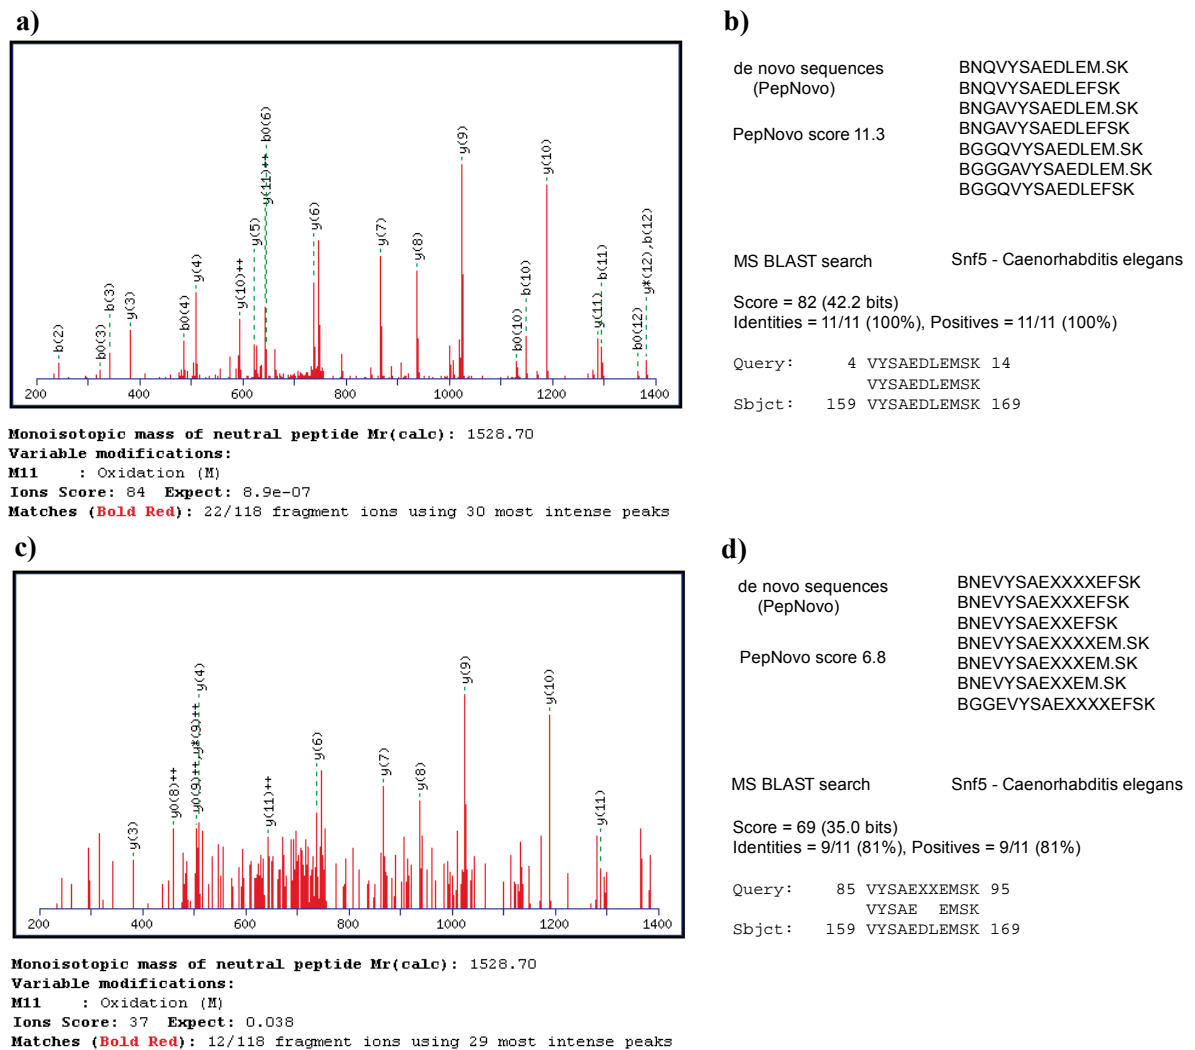 a)
b(2)
b0(3)
b(3)
y(3)
b0(4)
y(4)
y(10)++
y(5)
y(11)++ b0(6)
y(6)
y(7)
y(8)
y(9)
b0(10)
b(10)
y(10)
y(11)
b(11)
b0(12)
y*(12),b(12)
200 400 600 800 1000 1200 1400
Monoisotopic mass of neutral peptide Mr(calc): 1528.70
Variable modifications:
M11 : Oxidation (M)
Ions Score: 84 Expect: 8.9e-07
Matches (Bold Red): 22/118 fragment ions using 30 most intense peaks
b)
de novo sequences
(PepNovo)
PepNovo score 11.3
BNQVYSAEDLEM.SK
BNQVYSAEDLEFSK
BNGAVYSAEDLEM.SK
BNGAVYSAEDLEFSK
BGGQVYSAEDLEM.SK
BGGGAVYSAEDLEM.SK
BGGQVYSAEDLEFSK
MS BLAST search Snf5 - Caenorhabditis elegans
Score = 82 (42.2 bits)
Identities = 11/11 (100%), Positives = 11/11 (100%)
Query: 4 VYSAEDLEMSK 14
VYSAEDLEMSK
Sbjct: 159 VYSAEDLEMSK 169
c)
y(3)
y0(8)++
y0(9)++,y*(9)++
y(4)
y(11)++
y(6)
y(7)
y(8)
y(9)
y(10)
y(11)
200 400 600 800 1000 1200 1400
Monoisotopic mass of neutral peptide Mr(calc): 1528.70
Variable modifications:
M11 : Oxidation (M)
Ions Score: 37 Expect: 0.038
Matches (Bold Red): 12/118 fragment ions using 29 most intense peaks
d)
de novo sequences
(PepNovo)
PepNovo score 6.8
BNEVYSAEXXXXEFSK
BNEVYSAEXXXEFSK
BNEVYSAEXXEFSK
BNEVYSAEXXXXEM.SK
BNEVYSAEXXXEM.SK
BNEVYSAEXXEM.SK
BGGEVYSAEXXXXEFSK
MS BLAST search Snf5 - Caenorhabditis elegans
Score = 69 (35.0 bits)
Identities = 9/11 (81%), Positives = 9/11 (81%)
Query: 85 VYSAEXXEMSK 95
VYSAE EMSK
Sbjct: 159 VYSAEDLEMSK 169